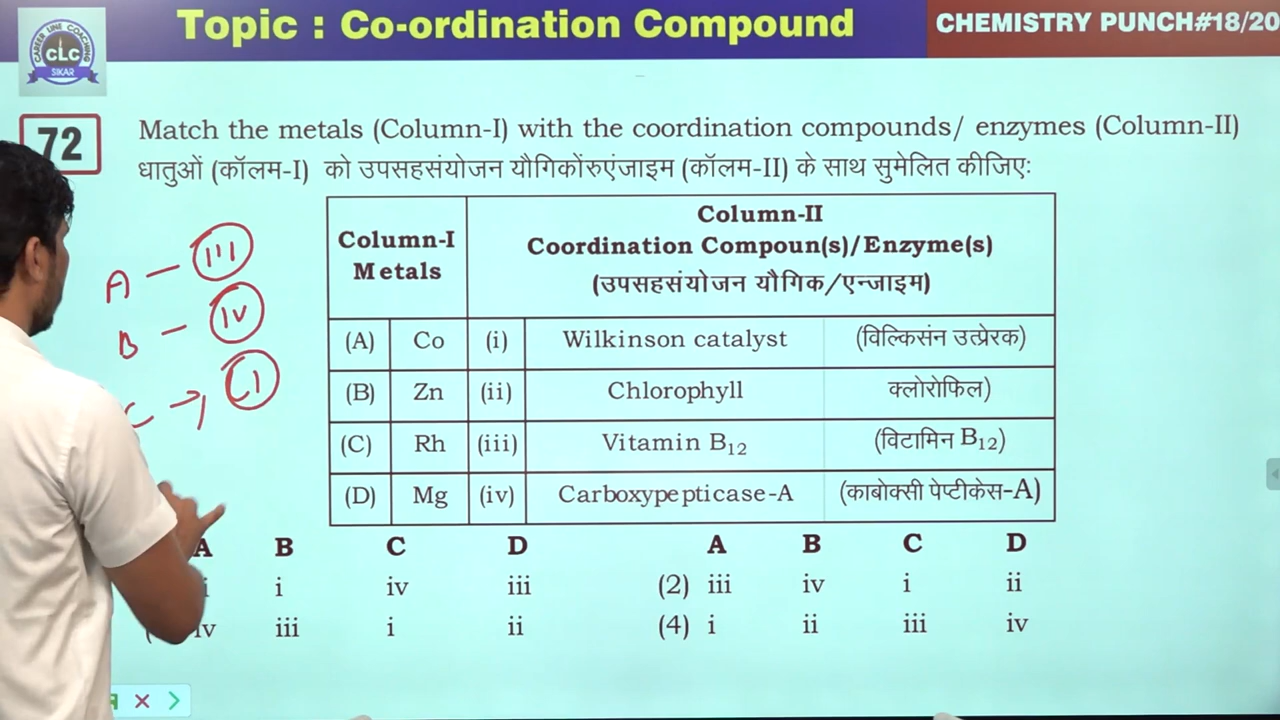 Topic : Co-ordination Compound
CHEMISTRY PUNCH#18/20
CAREER LINE COACHING
CLC
SIKAR
72
Match the metals (Column-I) with the coordination compounds/ enzymes (Column-II)
धातुओं (कॉलम-I) को उपसहसंयोजन यौगिकोंरुएंजाइम (कॉलम-II) के साथ सुमेलित कीजिएः
Column-I
Metals
Column-II
Coordination Compoun(s)/Enzyme(s)
(उपसहसंयोजन यौगिक/एन्जाइम)
(A) Co (i) Wilkinson catalyst (विल्किसंन उत्प्रेरक)
(B) Zn (ii) Chlorophyll क्लोरोफिल)
(C) Rh (iii) Vitamin B12 (विटामिन B12)
(D) Mg (iv) Carboxypepticase-A (काबोक्सी पेप्टीकेस-A)
A — III
B — IV
C → I
A B C D A B C D
i i iv iii (2) iii iv i ii
iv iii i ii (4) i ii iii iv